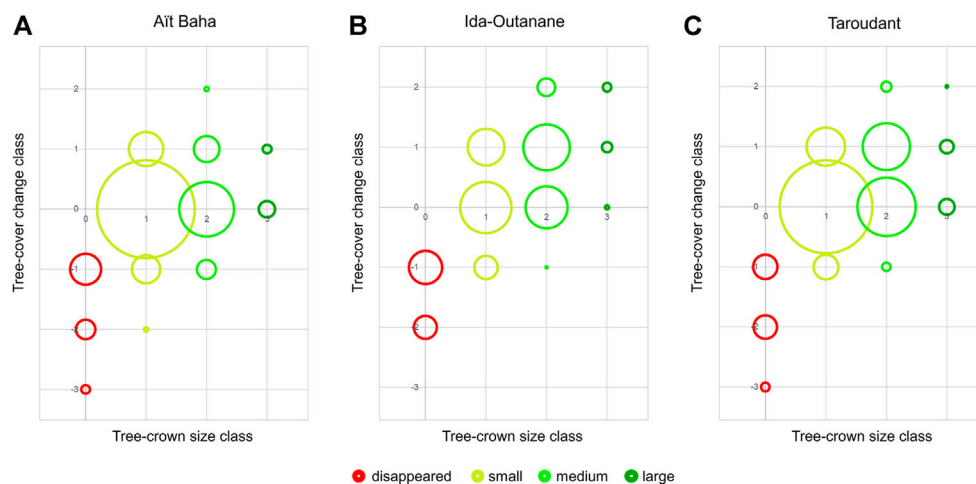 A
Aït Baha
B
Ida-Outanane
C
Taroudant
Tree-cover change class
2
1
0
-1
-2
-3
0
1
2
3
Tree-crown size class
Tree-cover change class
2
1
0
-1
-2
-3
0
1
2
3
Tree-crown size class
Tree-cover change class
2
1
0
-1
-2
-3
0
1
2
3
Tree-crown size class
disappeared small medium large